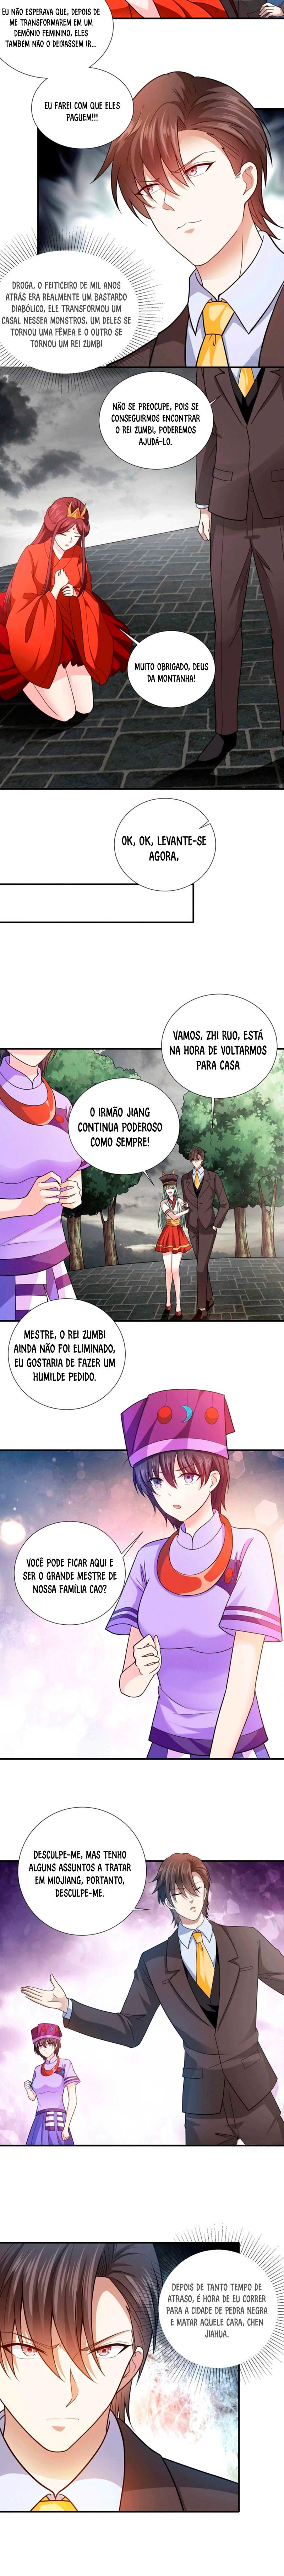 EU NÃO ESPERAVA QUE, DEPOIS DE
ME TRANSFORMAREM EM UM
DEMÔNIO FEMININO, ELES
TAMBÉM NÃO O DEIXASSEM IR...
EU FAREI COM QUE ELES
PAGUEM!!!
DROGA, O FEITICEIRO DE MIL ANOS
ATRÁS ERA REALMENTE UM BASTARDO
DIABÓLICO, ELE TRANSFORMOU UM
CASAL NESSEA MONSTROS, UM DELES SE
TORNOU UMA FÊMEA E O OUTRO SE
TORNOU UM REI ZUMBI
NÃO SE PREOCUPE, POIS SE
CONSEGUIRMOS ENCONTRAR
O REI ZUMBI, PODEREMOS
AJUDÁ-LO.
MUITO OBRIGADO, DEUS
DA MONTANHA!
OK, OK, LEVANTE-SE
AGORA,
VAMOS, ZHI RUO, ESTÁ
NA HORA DE VOLTARMOS
PARA CASA
O IRMÃO JIANG
CONTINUA PODEROSO
COMO SEMPRE!
MESTRE, O REI ZUMBI
AINDA NÃO FOI ELIMINADO,
EU GOSTARIA DE FAZER UM
HUMILDE PEDIDO.
VOCÊ PODE FICAR AQUI E
SER O GRANDE MESTRE DE
NOSSA FAMÍLIA CAO?
DESCULPE-ME, MAS TENHO
ALGUNS ASSUNTOS A TRATAR
EM MIOJIANG, PORTANTO,
DESCULPE-ME.
DEPOIS DE TANTO TEMPO DE
ATRASO, É HORA DE EU CORRER
PARA A CIDADE DE PEDRA NEGRA
E MATAR AQUELE CARA, CHEN
JIAHUA.